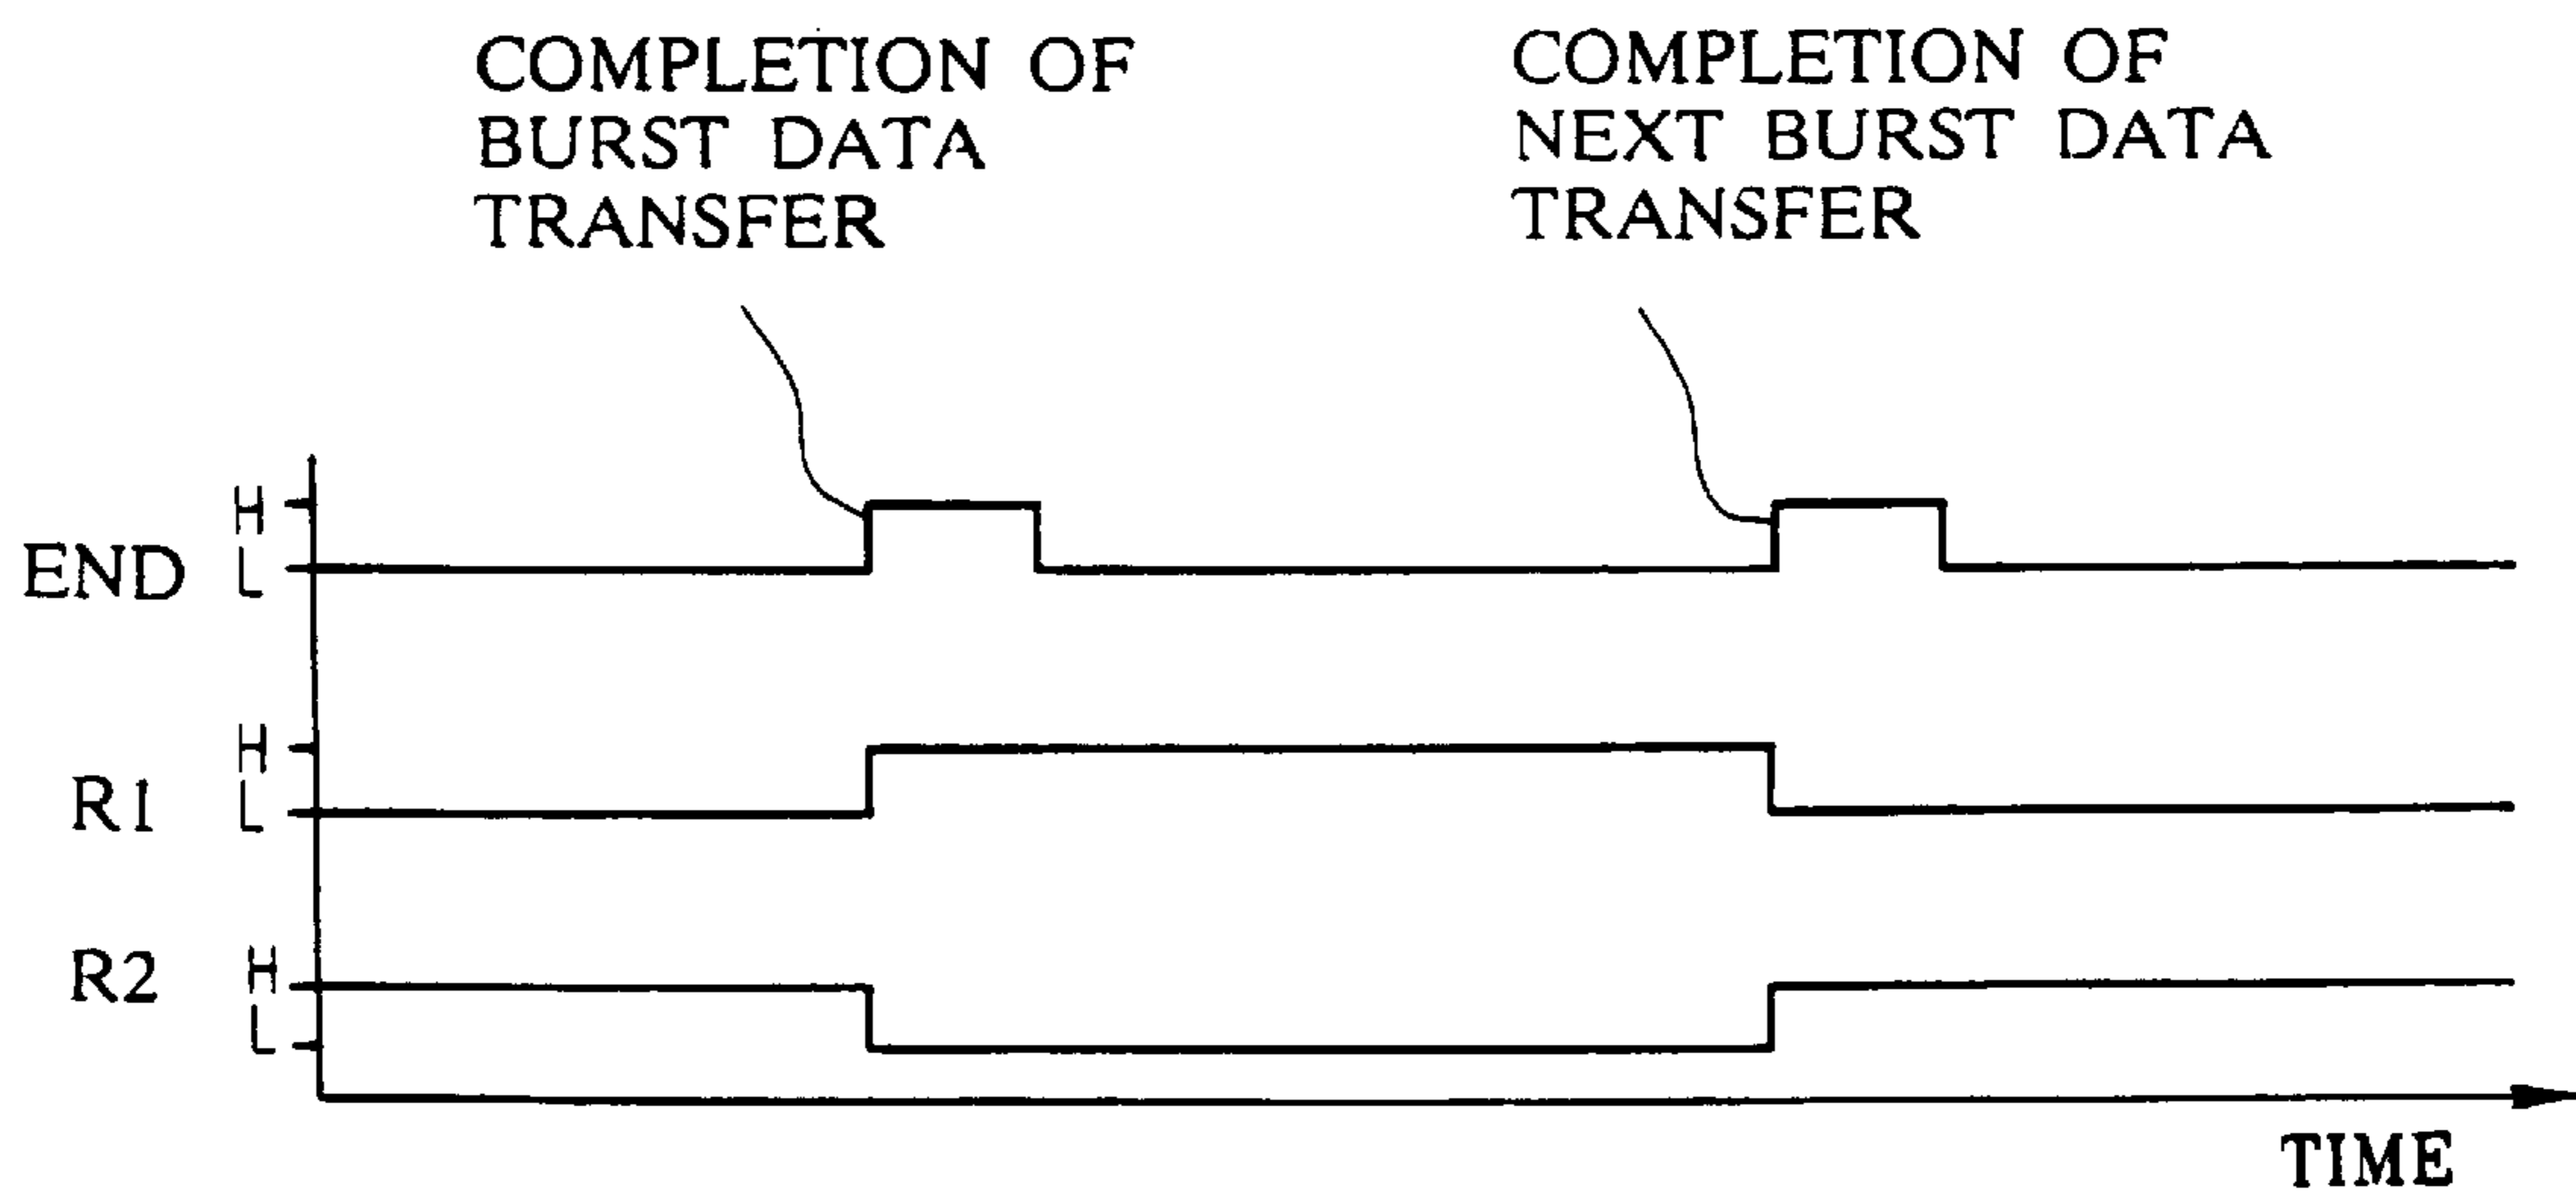 COMPLETION OF
BURST DATA
TRANSFER
COMPLETION OF
NEXT BURST DATA
TRANSFER
H
END L
H
R1 L
R2 H
L
TIME